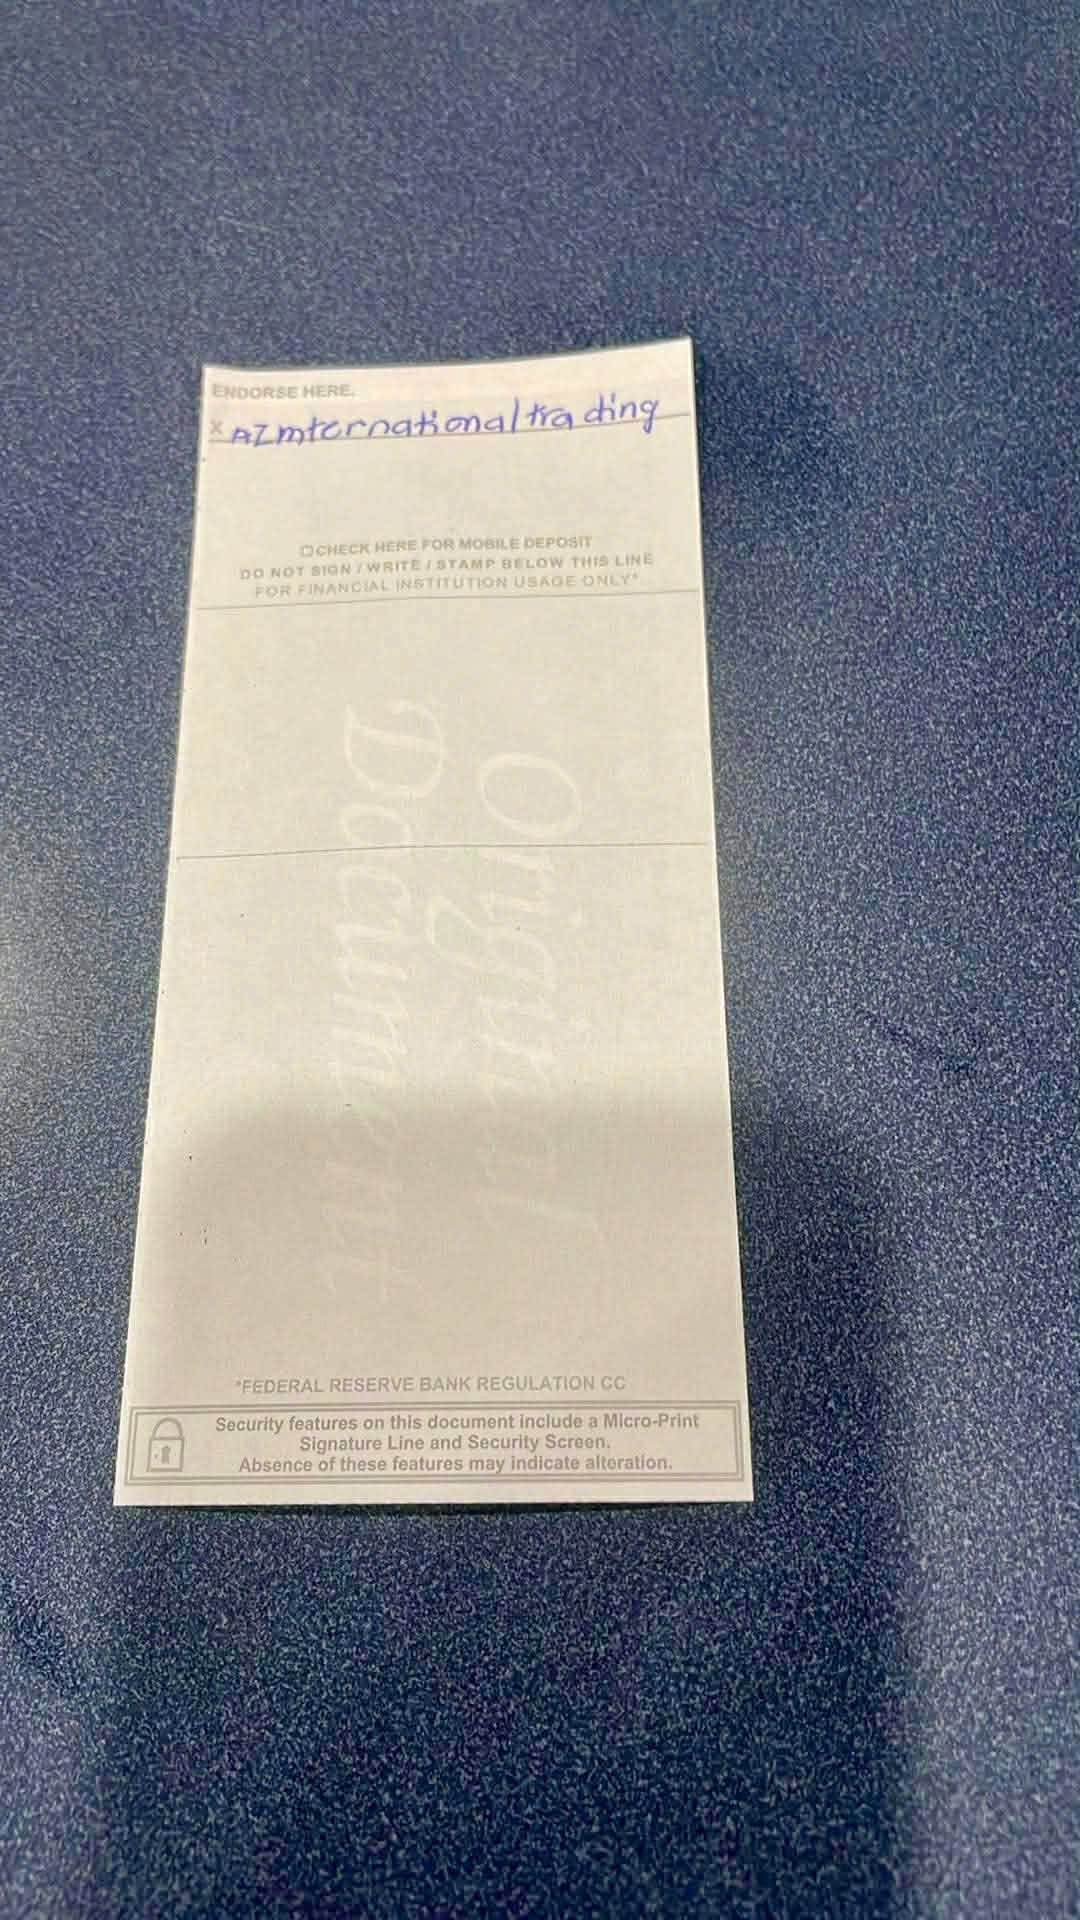 ENDORSE HERE.
X AZ international trading
☐ CHECK HERE FOR MOBILE DEPOSIT
DO NOT SIGN / WRITE / STAMP BELOW THIS LINE
FOR FINANCIAL INSTITUTION USAGE ONLY*
Original
Document
*FEDERAL RESERVE BANK REGULATION CC
Security features on this document include a Micro-Print
Signature Line and Security Screen.
Absence of these features may indicate alteration.